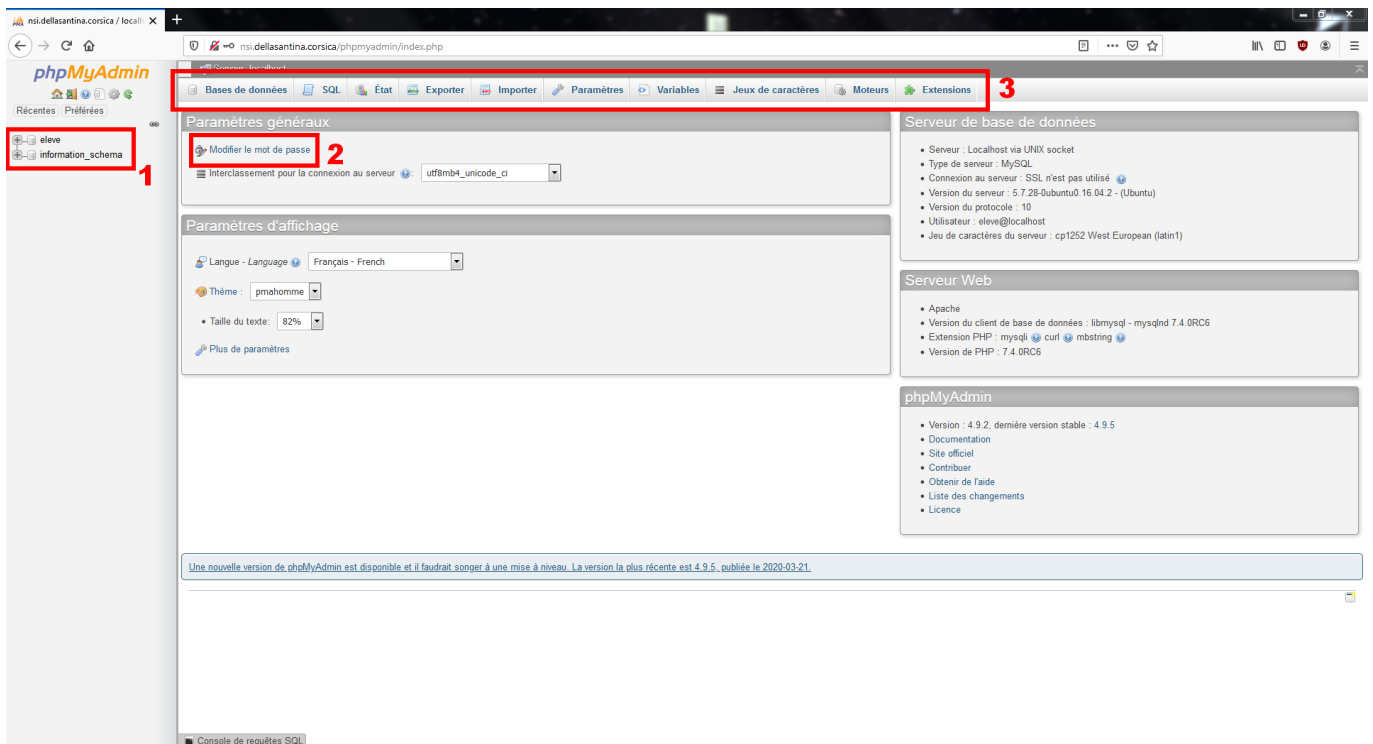 nsi.dellasantina.corsica / localh
nsi.dellasantina.corsica/phpmyadmin/index.php
phpMyAdmin
Récentes Préférées
eleve
information_schema
1
Serveur: localhost
Bases de données SQL État Exporter Importer Paramètres Variables Jeux de caractères Moteurs Extensions
3
Paramètres généraux
Modifier le mot de passe
2
Interclassement pour la connexion au serveur : utf8mb4_unicode_ci
Paramètres d'affichage
Langue - Language Français - French
Thème : pmahomme
• Taille du texte: 82%
Plus de paramètres
Serveur de base de données
• Serveur : Localhost via UNIX socket
• Type de serveur : MySQL
• Connexion au serveur : SSL n'est pas utilisé
• Version du serveur : 5.7.28-0ubuntu0.16.04.2 - (Ubuntu)
• Version du protocole : 10
• Utilisateur : eleve@localhost
• Jeu de caractères du serveur : cp1252 West European (latin1)
Serveur Web
• Apache
• Version du client de base de données : libmysql - mysqlnd 7.4.0RC6
• Extension PHP : mysqli curl mbstring
• Version de PHP : 7.4.0RC6
phpMyAdmin
• Version : 4.9.2, dernière version stable : 4.9.5
• Documentation
• Site officiel
• Contribuer
• Obtenir de l'aide
• Liste des changements
• Licence
Une nouvelle version de phpMyAdmin est disponible et il faudrait songer à une mise à niveau. La version la plus récente est 4.9.5, publiée le 2020-03-21.
Console de requêtes SQL